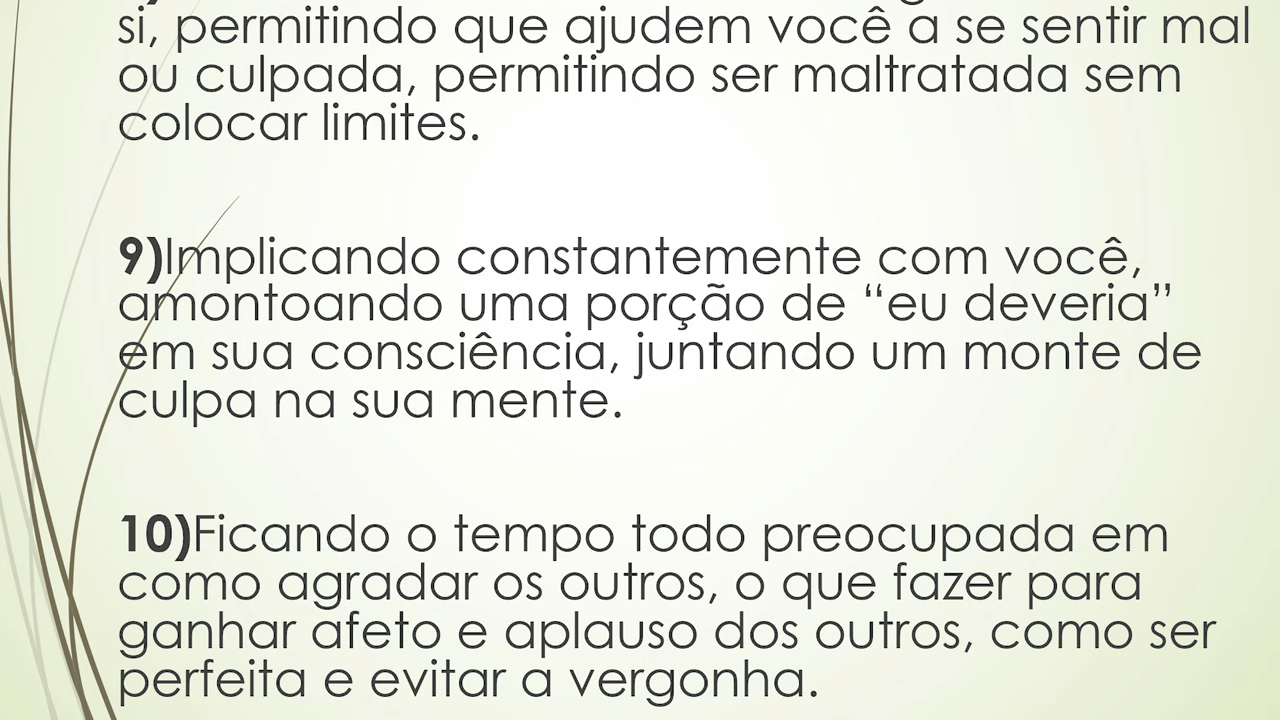 si, permitindo que ajudem você a se sentir mal
ou culpada, permitindo ser maltratada sem
colocar limites.
9)Implicando constantemente com você,
amontoando uma porção de “eu deveria”
em sua consciência, juntando um monte de
culpa na sua mente.
10)Ficando o tempo todo preocupada em
como agradar os outros, o que fazer para
ganhar afeto e aplauso dos outros, como ser
perfeita e evitar a vergonha.